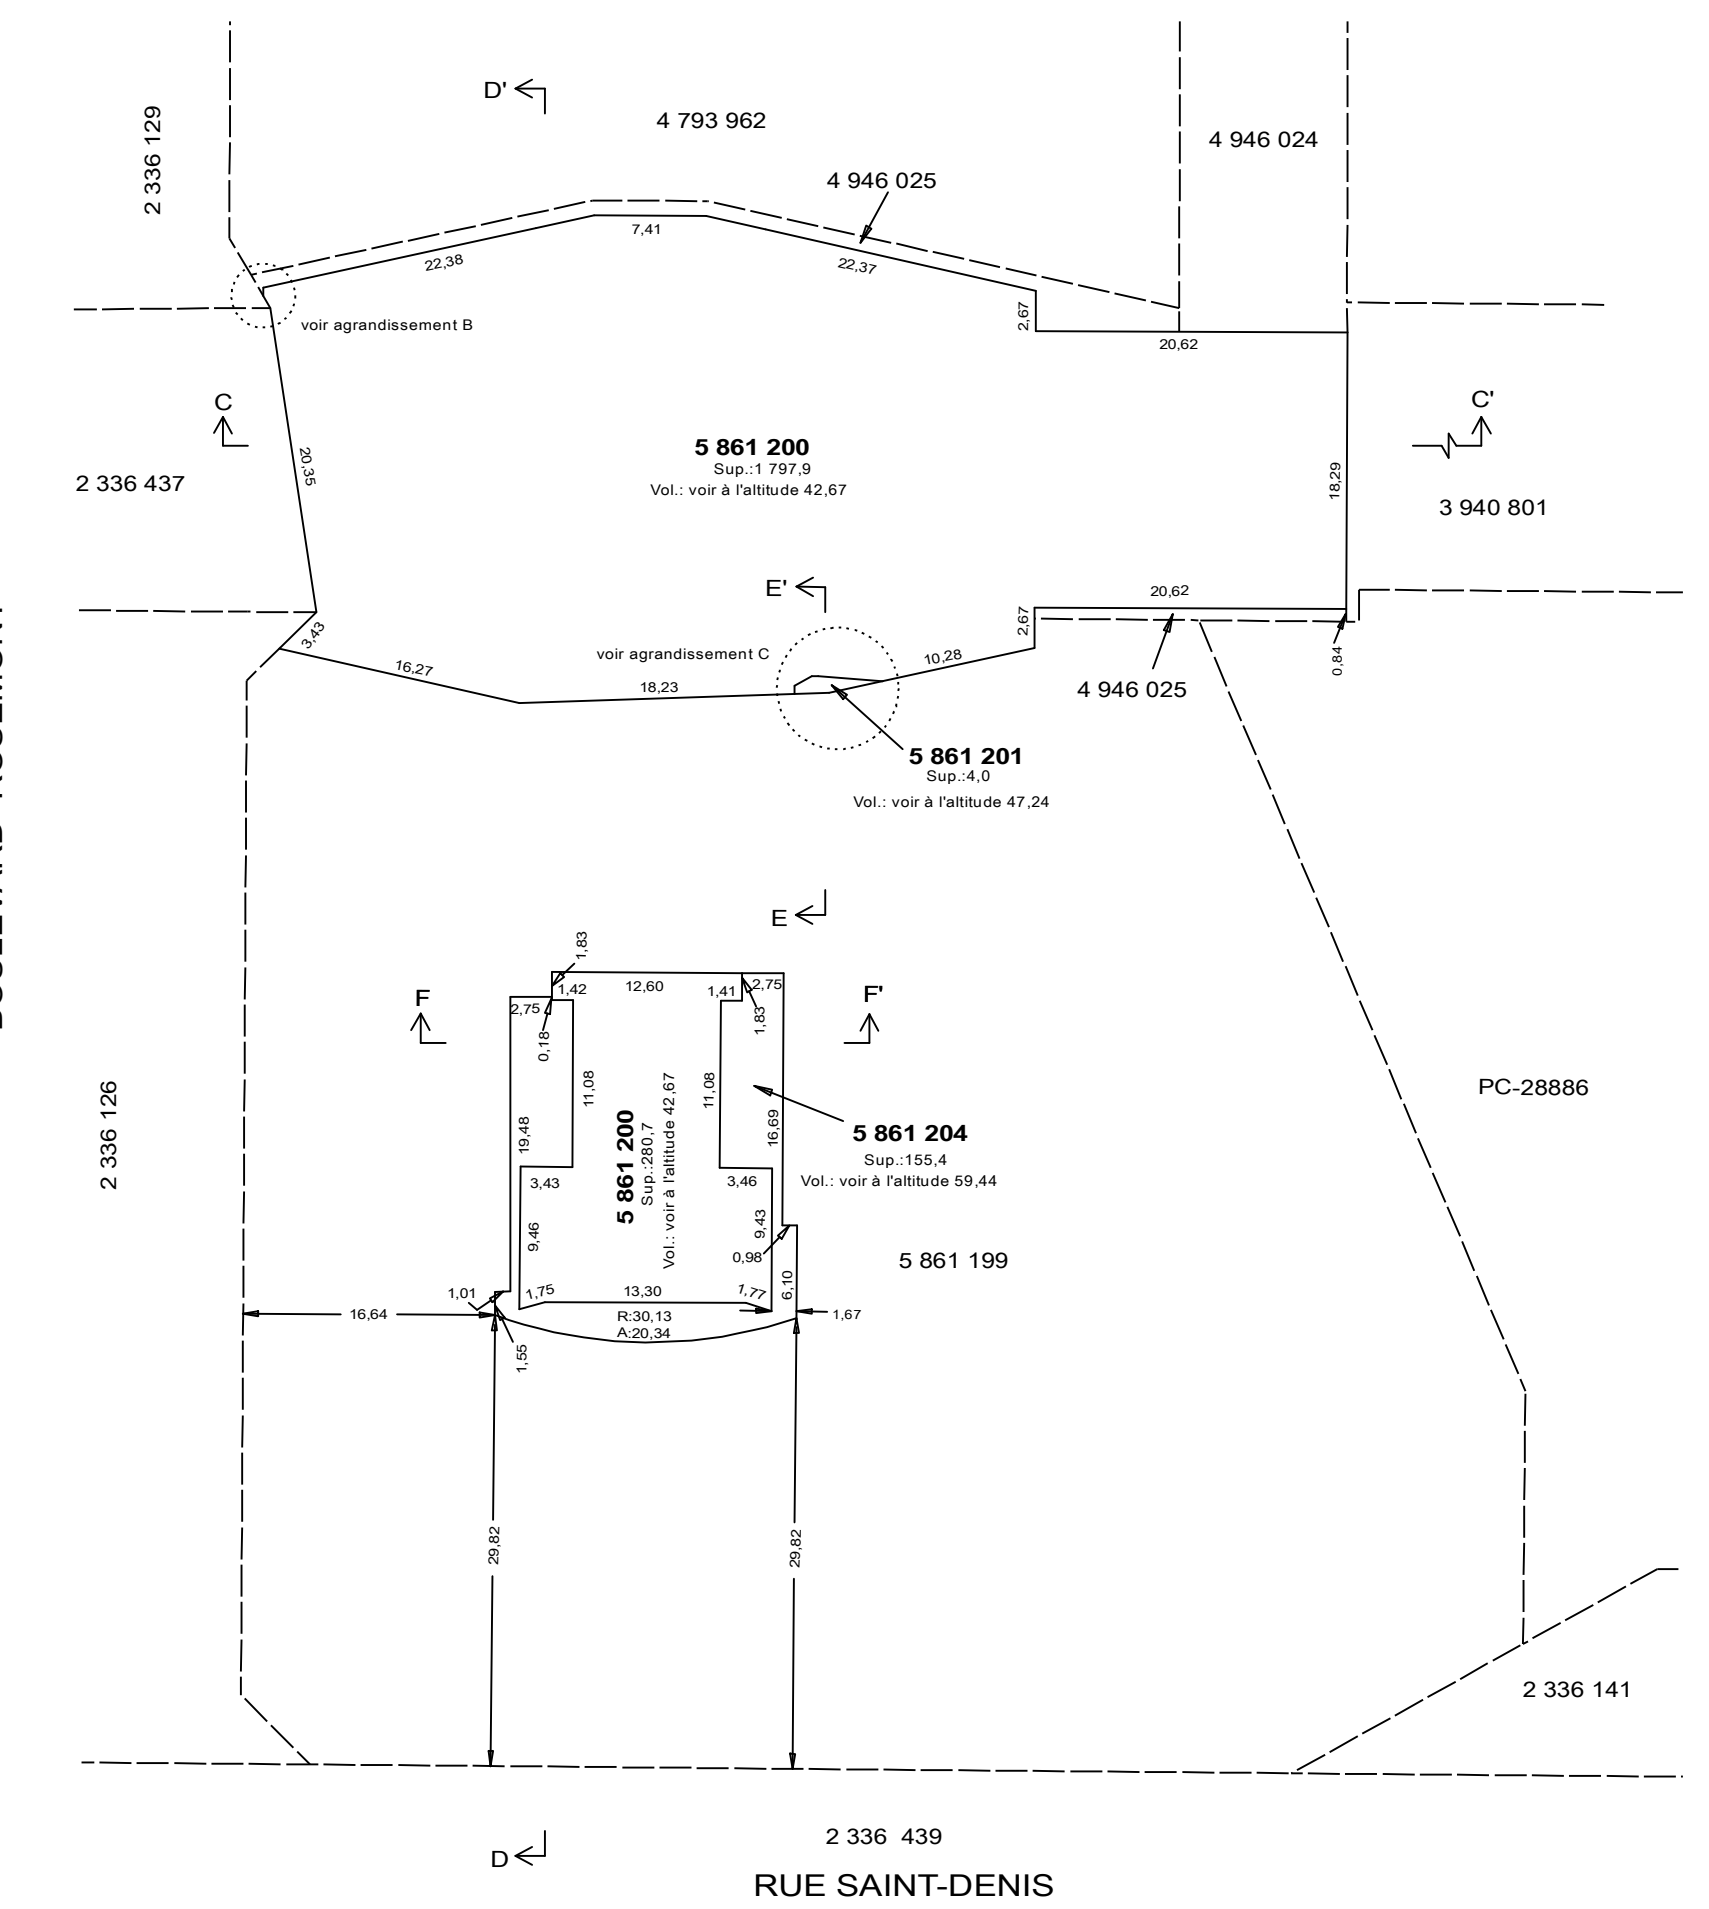 D'
4 793 962
4 946 024
2 336 129
4 946 025
7,41
22,38
22,37
2,67
voir agrandissement B
20,62
C
C'
5 861 200
Sup.:1 797,9
Vol.: voir à l'altitude 42,67
20,35
2 336 437
18,29
3 940 801
E'
20,62
3,43
2,67
voir agrandissement C
10,28
0,84
16,27
18,23
4 946 025
5 861 201
Sup.:4,0
Vol.: voir à l'altitude 47,24
E
1,83
F
F'
1,42
12,60
1,41
2,75
2,75
0,18
1,83
11,08
11,08
19,48
16,69
5 861 200
Sup.:280,7
Vol.: voir à l'altitude 42,67
PC-28886
2 336 126
5 861 204
Sup.:155,4
Vol.: voir à l'altitude 59,44
3,43
3,46
9,46
9,43
0,98
5 861 199
1,01
1,75
13,30
1,77
6,10
16,64
R:30,13
A:20,34
1,67
1,55
29,82
29,82
2 336 141
D
2 336 439
RUE SAINT-DENIS